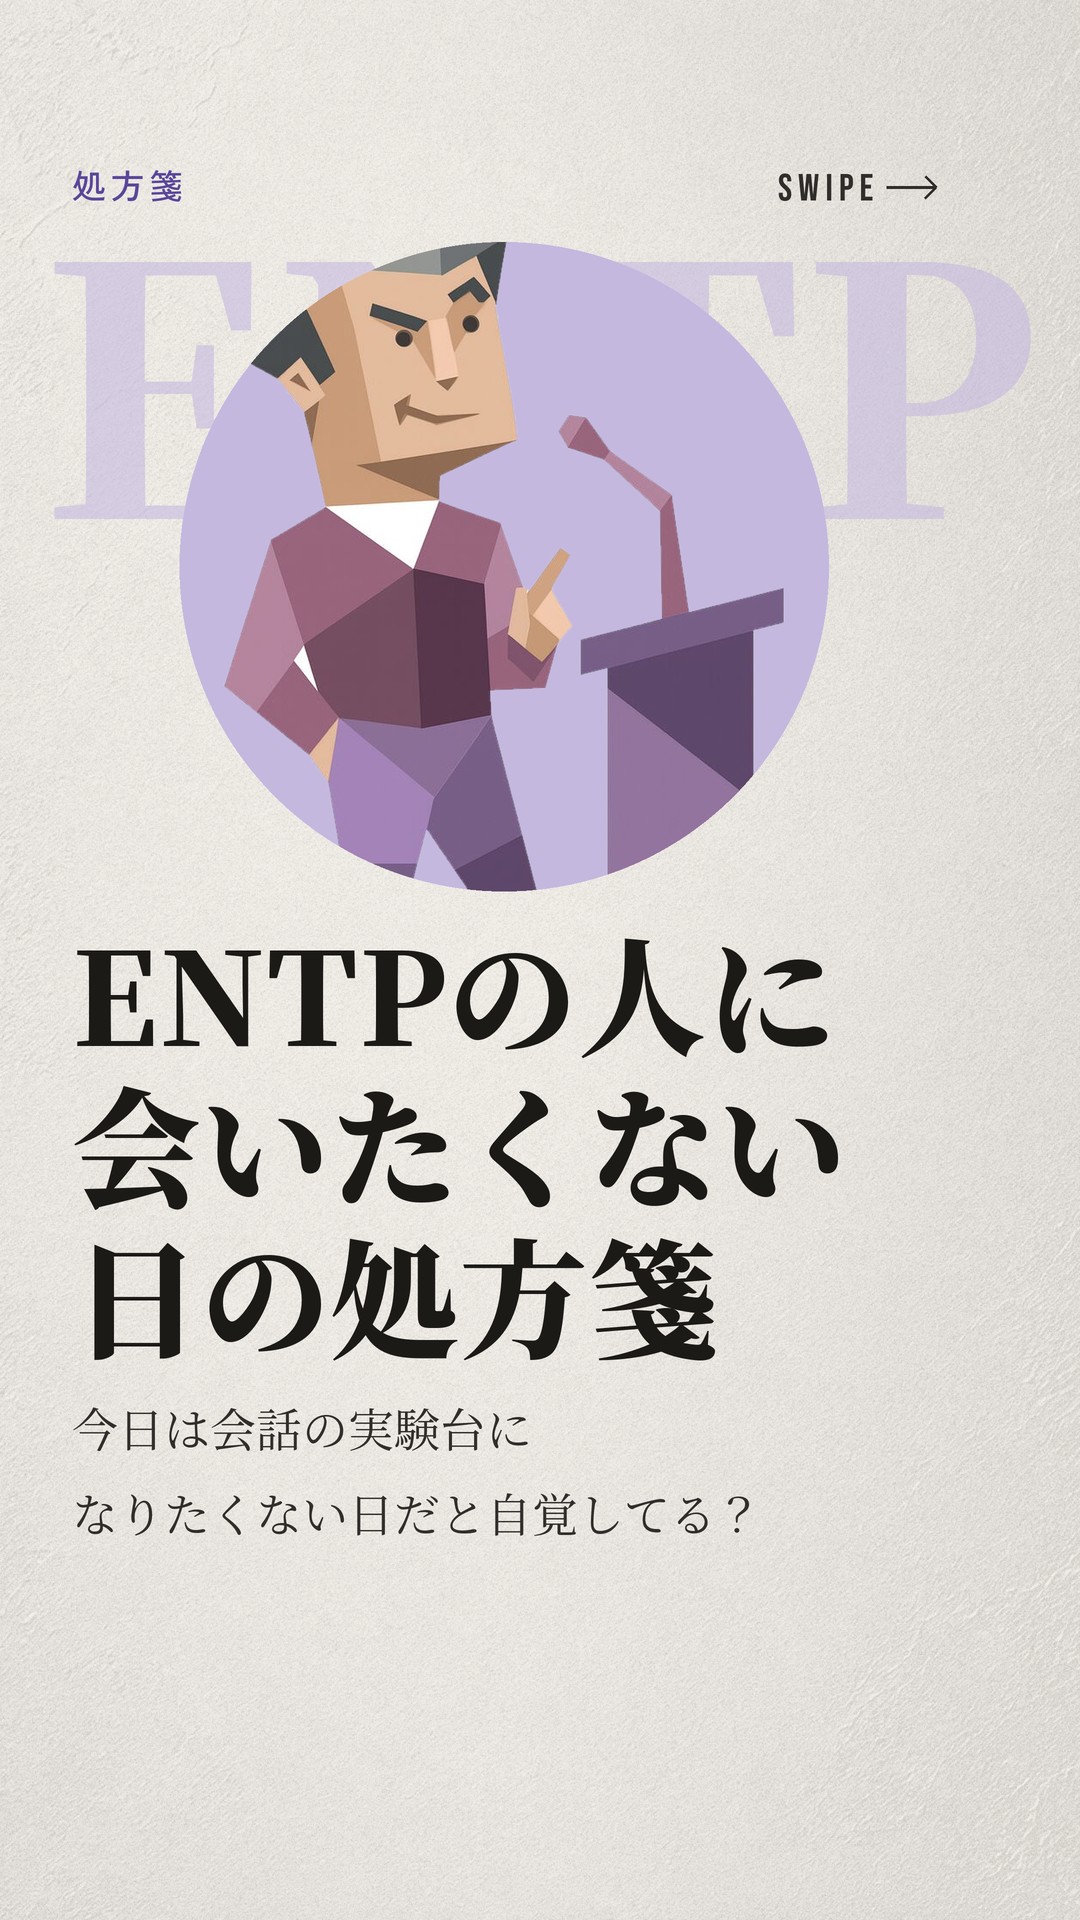 処方箋
SWIPE →
ENTP
ENTPの人に
会いたくない
日の処方箋
今日は会話の実験台に
なりたくない日だと自覚してる？